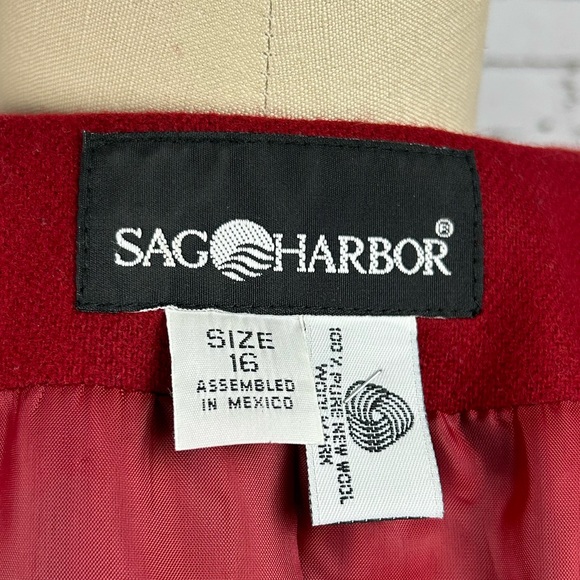 SAG HARBOR®
SIZE
16
ASSEMBLED
IN MEXICO
100% PURE NEW WOOL
WOOLMARK